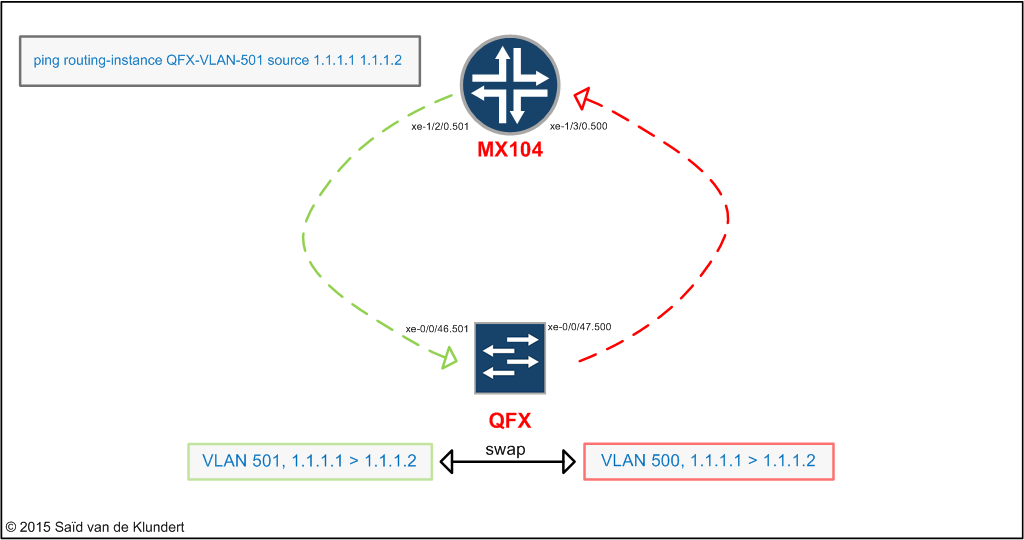 ping routing-instance QFX-VLAN-501 source 1.1.1.1 1.1.1.2
xe-1/2/0.501
xe-1/3/0.500
MX104
xe-0/0/46.501
xe-0/0/47.500
QFX
swap
VLAN 501, 1.1.1.1 > 1.1.1.2
VLAN 500, 1.1.1.1 > 1.1.1.2
© 2015 Saïd van de Klundert